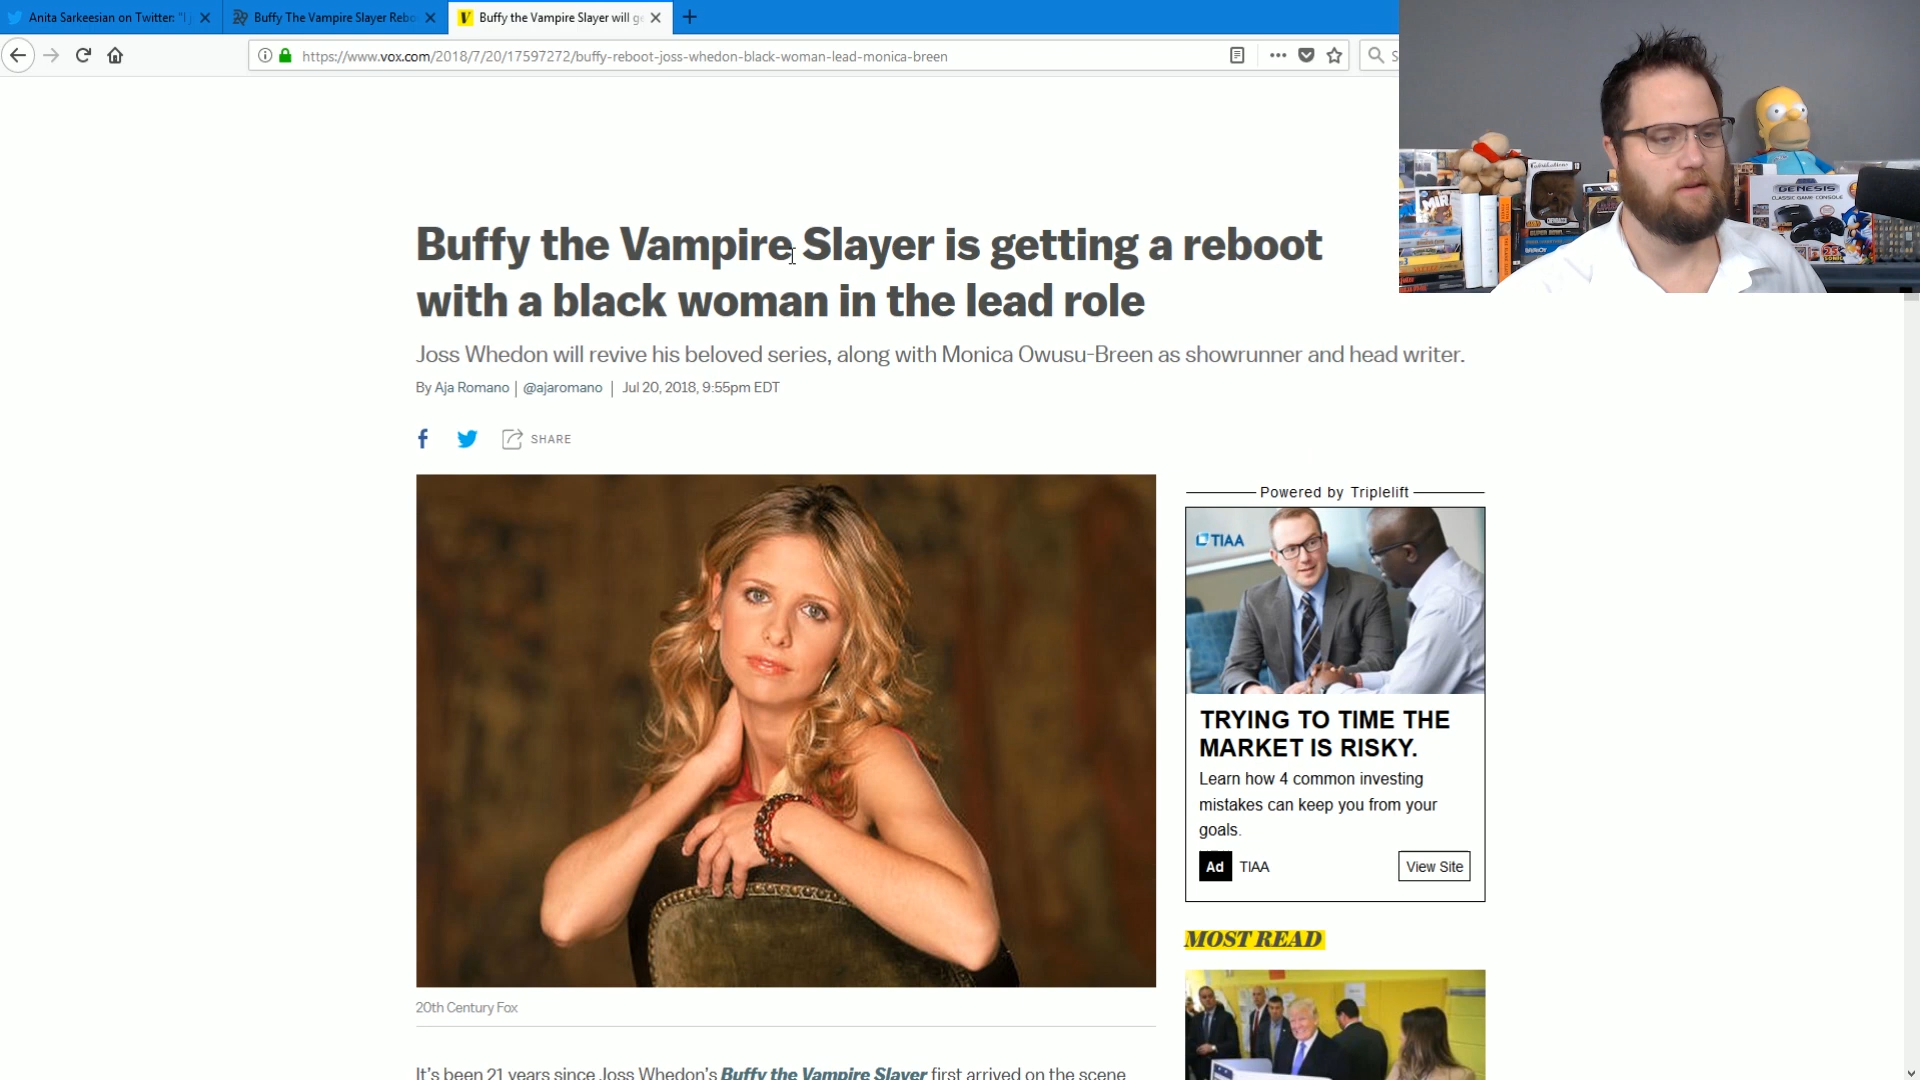 Anita Sarkeesian on Twitter: "I j
Buffy The Vampire Slayer Rebo
Buffy the Vampire Slayer will g
https://www.vox.com/2018/7/20/17597272/buffy-reboot-joss-whedon-black-woman-lead-monica-breen
S
GENESIS
CLASSIC GAME CONSOLE
Buffy the Vampire Slayer is getting a reboot
with a black woman in the lead role
Joss Whedon will revive his beloved series, along with Monica Owusu-Breen as showrunner and head writer.
By Aja Romano | @ajaromano | Jul 20, 2018, 9:55pm EDT
SHARE
Powered by Triplelift
TIAA
TRYING TO TIME THE
MARKET IS RISKY.
Learn how 4 common investing
mistakes can keep you from your
goals.
Ad TIAA View Site
MOST READ
20th Century Fox
It's been 21 years since Joss Whedon's Buffy the Vampire Slayer first arrived on the scene